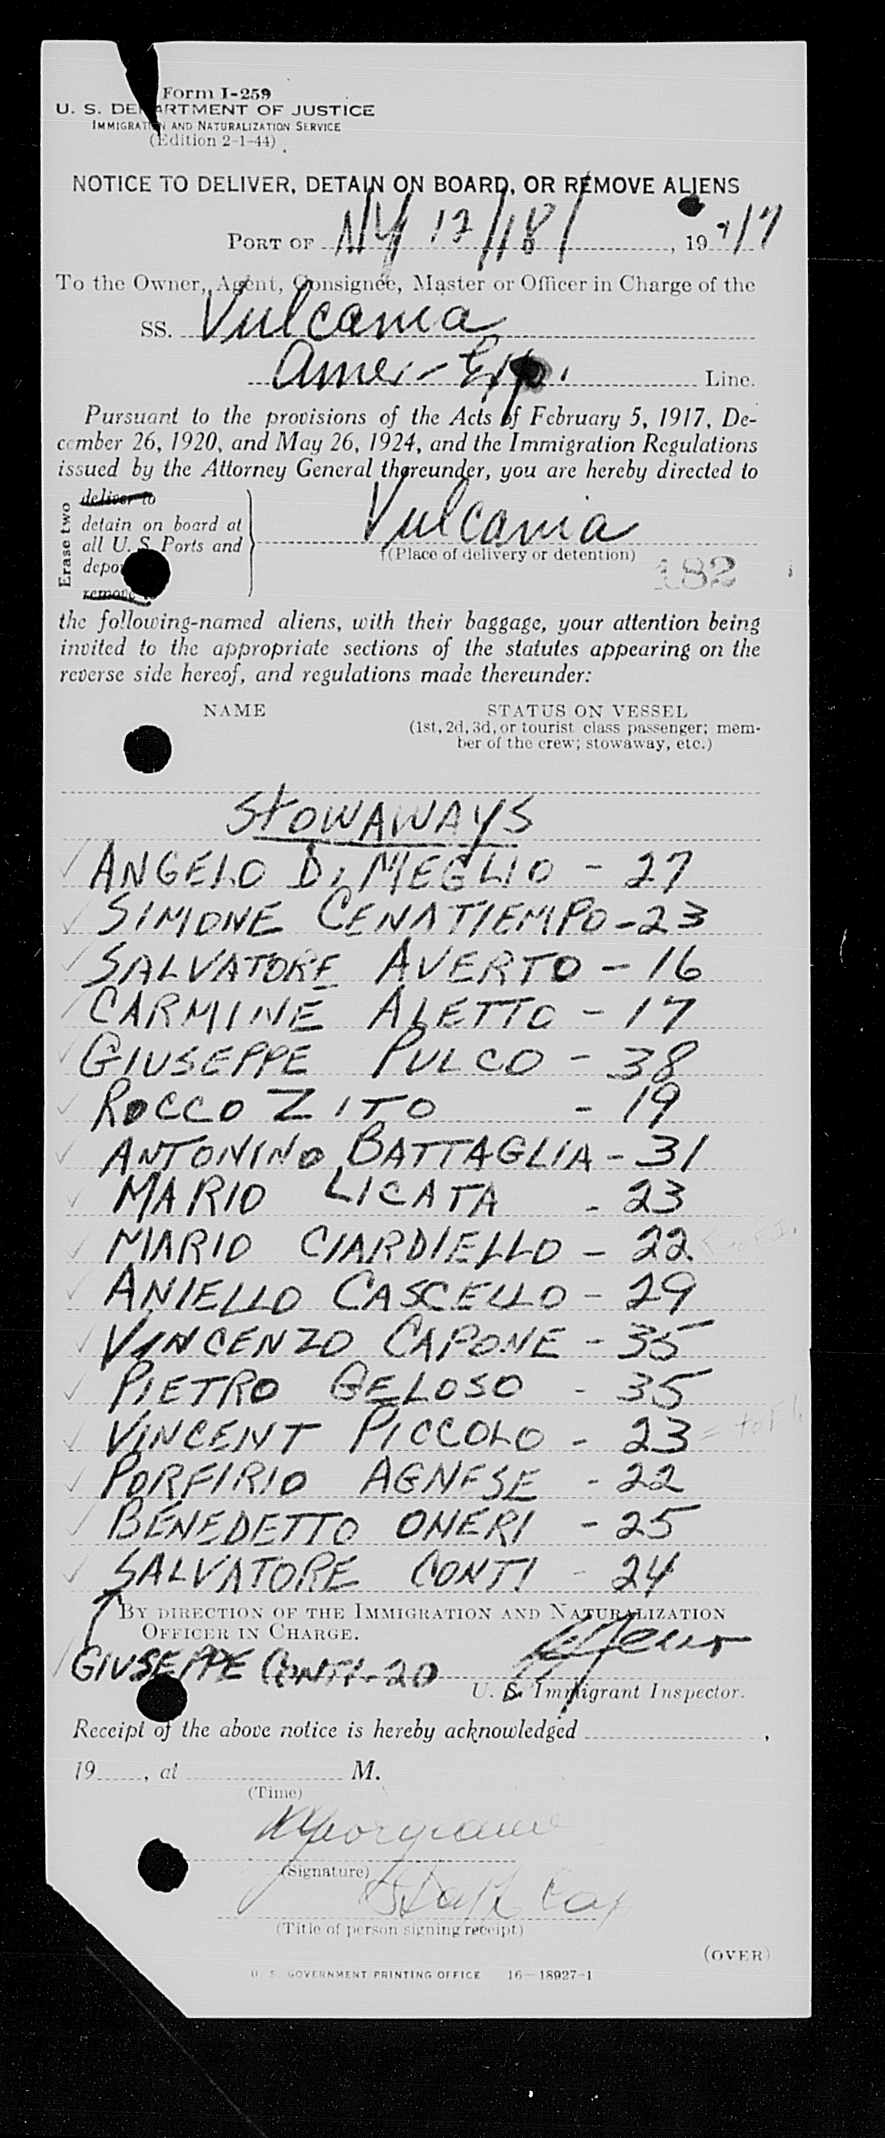 Form I-259
U. S. DEPARTMENT OF JUSTICE
IMMIGRATION AND NATURALIZATION SERVICE
(Edition 2-1-44)
NOTICE TO DELIVER, DETAIN ON BOARD, OR REMOVE ALIENS
PORT OF NY 12/18/, 1947
To the Owner, Agent, Consignee, Master or Officer in Charge of the
SS. Vulcania
Amer-Exp. Line.
Pursuant to the provisions of the Acts of February 5, 1917, De-
cember 26, 1920, and May 26, 1924, and the Immigration Regulations
issued by the Attorney General thereunder, you are hereby directed to
Erase two
deliver to
detain on board at
all U. S. Ports and
depo
remove
Vulcania
(Place of delivery or detention)
182
the following-named aliens, with their baggage, your attention being
invited to the appropriate sections of the statutes appearing on the
reverse side hereof, and regulations made thereunder:
NAME STATUS ON VESSEL
(1st, 2d, 3d, or tourist class passenger; mem-
ber of the crew; stowaway, etc.)
STOWAWAYS
✓ ANGELO DI MEGLIO - 27
✓ SIMONE CENATIEMPO - 23
✓ SALVATORE AVERTO - 16
✓ CARMINE ALETTO - 17
✓ GIUSEPPE PULCO - 38
✓ ROCCO ZITO - 19
✓ ANTONINO BATTAGLIA - 31
✓ MARIO LICATA - 23
✓ MARIO CIARDIELLO - 22
✓ ANIELLO CASCELLO - 29
✓ VINCENZO CAPONE - 35
✓ PIETRO GELOSO - 35
✓ VINCENT PICCOLO - 23
✓ PORFIRIO AGNESE - 22
✓ BENEDETTO ONERI - 25
✓ SALVATORE CONTI - 24
BY DIRECTION OF THE IMMIGRATION AND NATURALIZATION
OFFICER IN CHARGE.
GIUSEPPE CONTI - 20
U. S. Immigrant Inspector.
Receipt of the above notice is hereby acknowledged ,
19 , at M.
(Time)
(Signature)
(Title of person signing receipt)
(OVER)
U. S. GOVERNMENT PRINTING OFFICE 16—18927-1